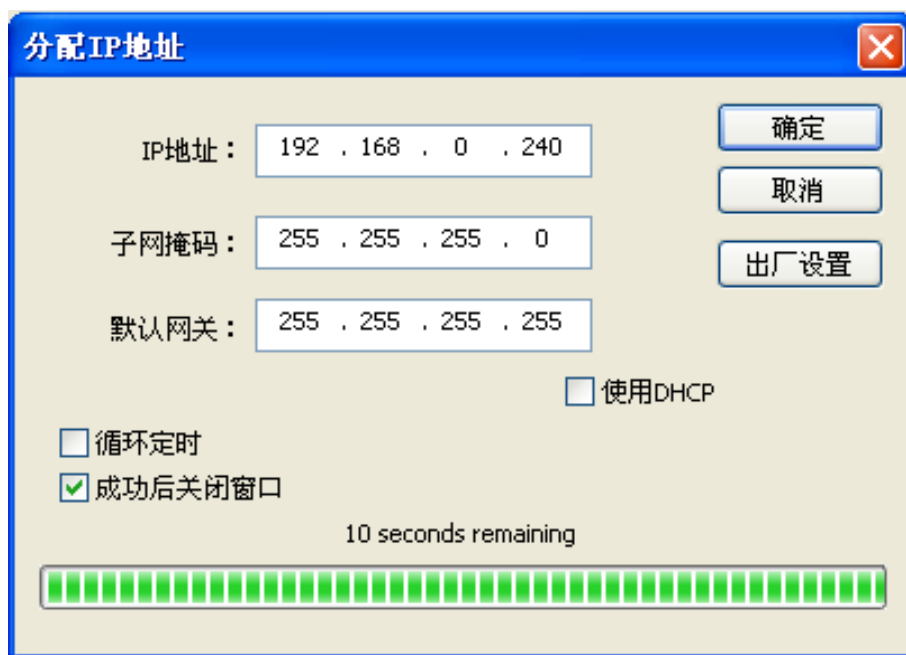 分配IP地址
IP地址： 192 . 168 . 0 . 240
确定
取消
子网掩码： 255 . 255 . 255 . 0
出厂设置
默认网关： 255 . 255 . 255 . 255
使用DHCP
循环定时
成功后关闭窗口
10 seconds remaining